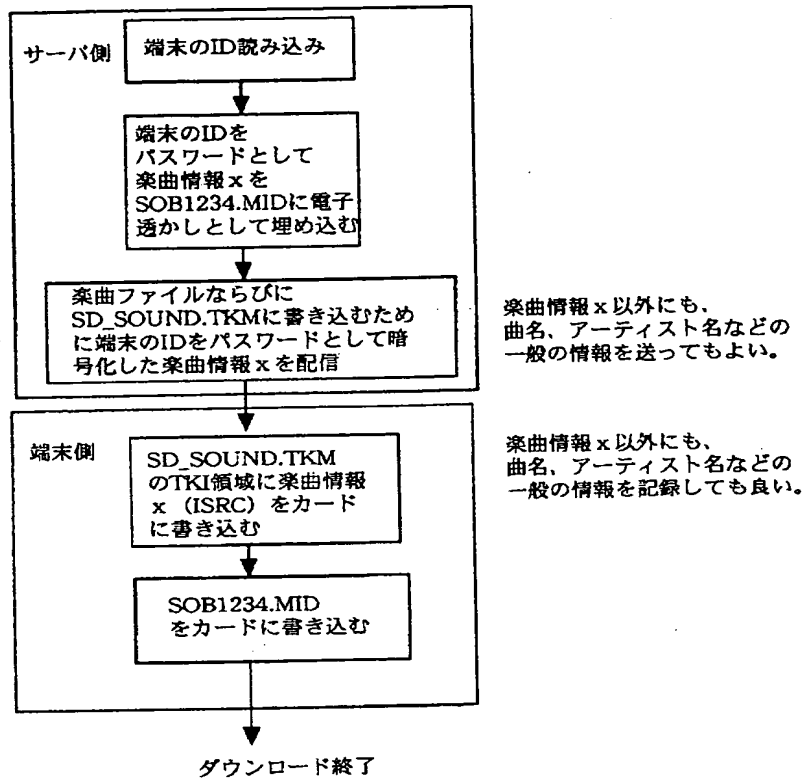 サーバ側
端末のID読み込み
端末のIDを
パスワードとして
楽曲情報xを
SOB1234.MIDに電子
透かしとして埋め込む
楽曲ファイルならびに
SD_SOUND.TKMに書き込むため
に端末のIDをパスワードとして暗
号化した楽曲情報xを配信
楽曲情報x以外にも、
曲名、アーティスト名などの
一般の情報を送ってもよい。
端末側
SD_SOUND.TKM
のTKI領域に楽曲情報
x（ISRC）をカード
に書き込む
楽曲情報x以外にも、
曲名、アーティスト名などの
一般の情報を記録しても良い。
SOB1234.MID
をカードに書き込む
ダウンロード終了